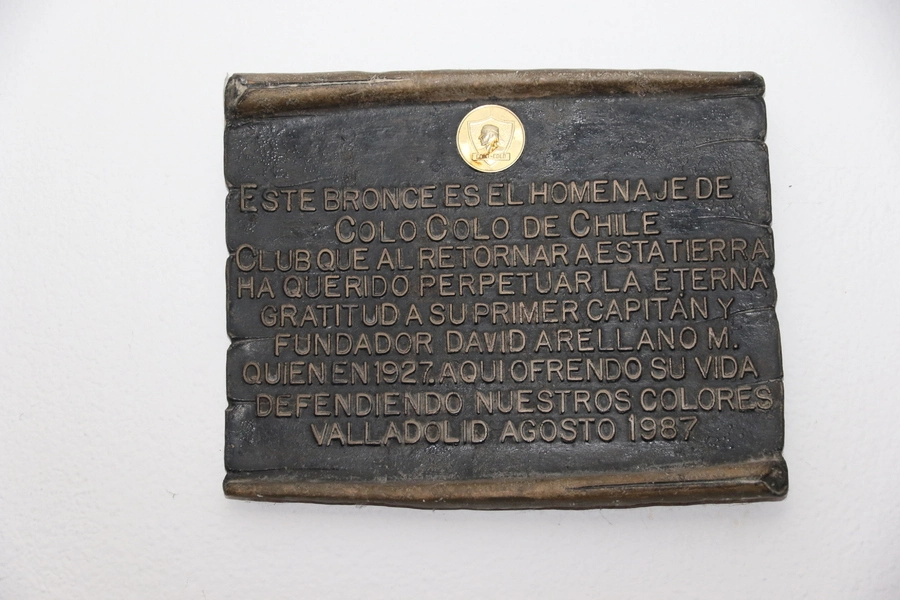 COLO-COLO
ESTE BRONCE ES EL HOMENAJE DE
COLO COLO DE CHILE
CLUB QUE AL RETORNAR A ESTA TIERRA
HA QUERIDO PERPETUAR LA ETERNA
GRATITUD A SU PRIMER CAPITÁN Y
FUNDADOR DAVID ARELLANO M.
QUIEN EN 1927, AQUI OFRENDO SU VIDA
DEFENDIENDO NUESTROS COLORES
VALLADOLID AGOSTO 1987